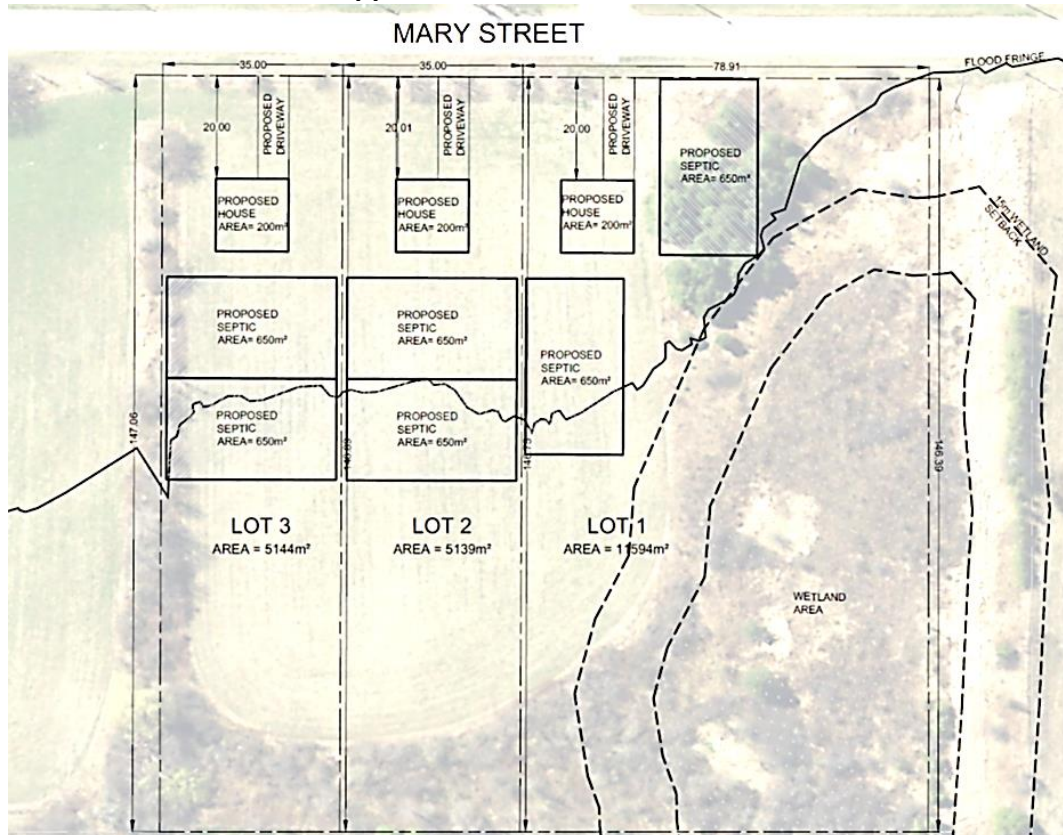 MARY STREET
35.00
35.00
78.91
FLOOD FRINGE
20.00
PROPOSED
DRIVEWAY
20.01
PROPOSED
DRIVEWAY
20.00
PROPOSED
DRIVEWAY
PROPOSED
SEPTIC
AREA= 650m²
PROPOSED
HOUSE
AREA= 200m²
PROPOSED
HOUSE
AREA= 200m²
PROPOSED
HOUSE
AREA= 200m²
15m WETLAND
SETBACK
PROPOSED
SEPTIC
AREA= 650m²
PROPOSED
SEPTIC
AREA= 650m²
PROPOSED
SEPTIC
AREA= 650m²
PROPOSED
SEPTIC
AREA= 650m²
PROPOSED
SEPTIC
AREA= 650m²
147.06
146.39
LOT 3
AREA = 5144m²
LOT 2
AREA = 5139m²
LOT 1
AREA = 11594m²
WETLAND
AREA